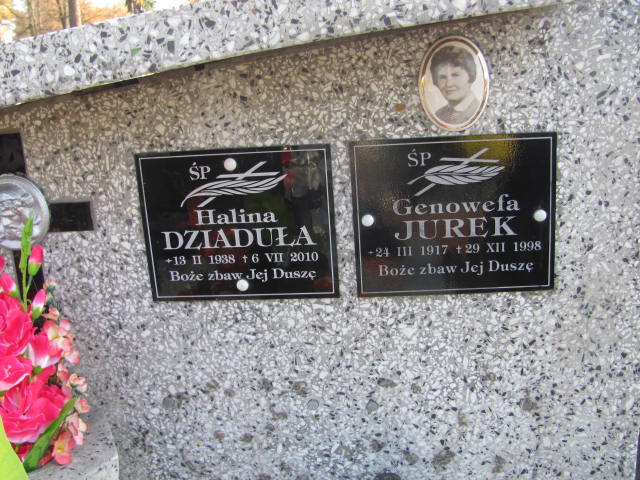 ŚP
Halina
DZIADUŁA
+13 II 1938 +6 VII 2010
Boże zbaw Jej Duszę
ŚP
Genowefa
JUREK
+24 III 1917 +29 XII 1998
Boże zbaw Jej Duszę